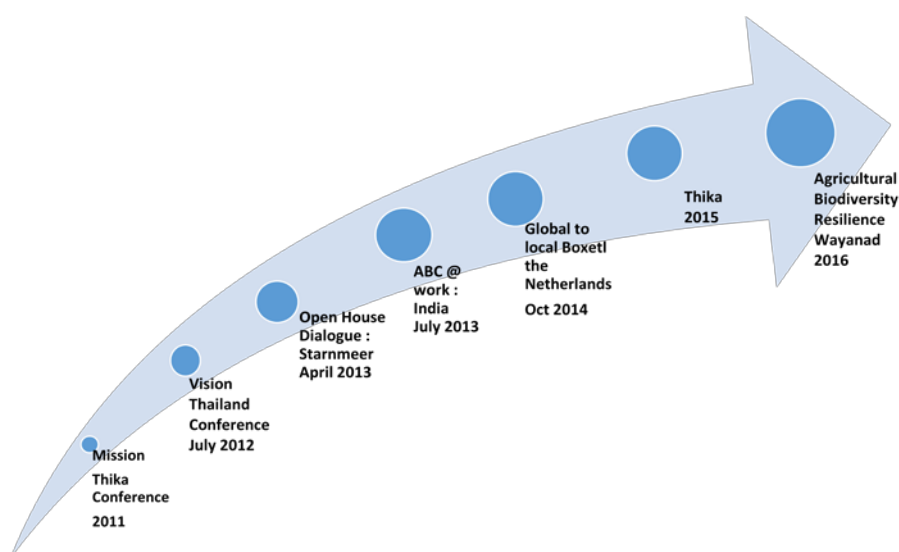 Mission
Thika
Conference
2011
Vision
Thailand
Conference
July 2012
Open House
Dialogue :
Starnmeer
April 2013
ABC @
work :
India
July 2013
Global to
local Boxetl
the
Netherlands
Oct 2014
Thika
2015
Agricultural
Biodiversity
Resilience
Wayanad
2016